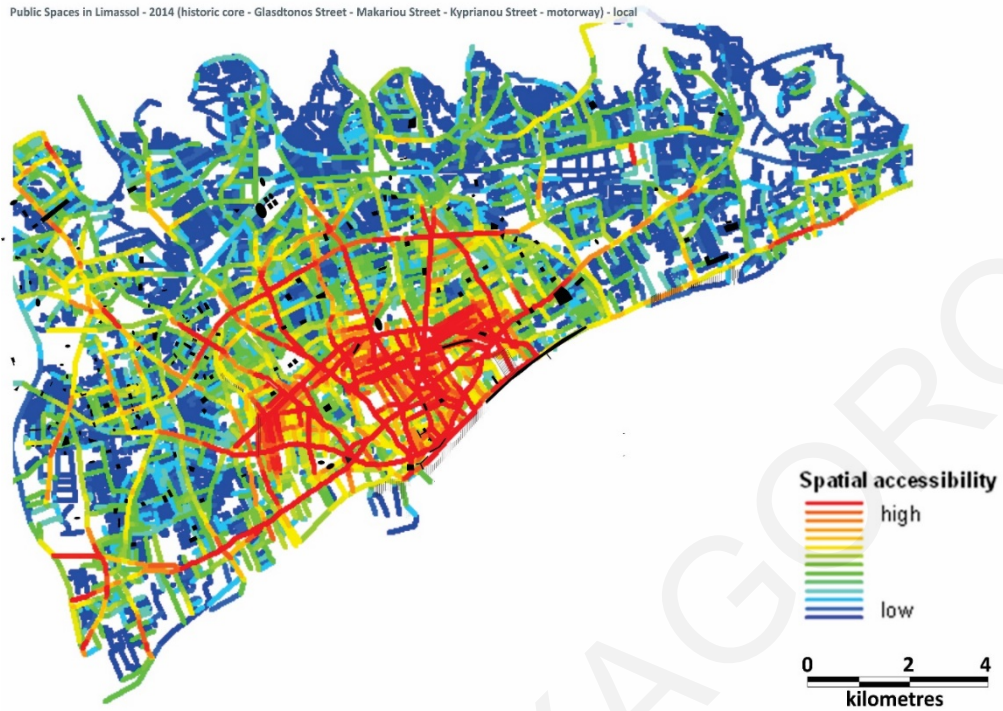 Public Spaces in Limassol - 2014 (historic core - Glasdtonos Street - Makariou Street - Kyprianou Street - motorway) - local
Spatial accessibility
high
low
0 2 4
kilometres